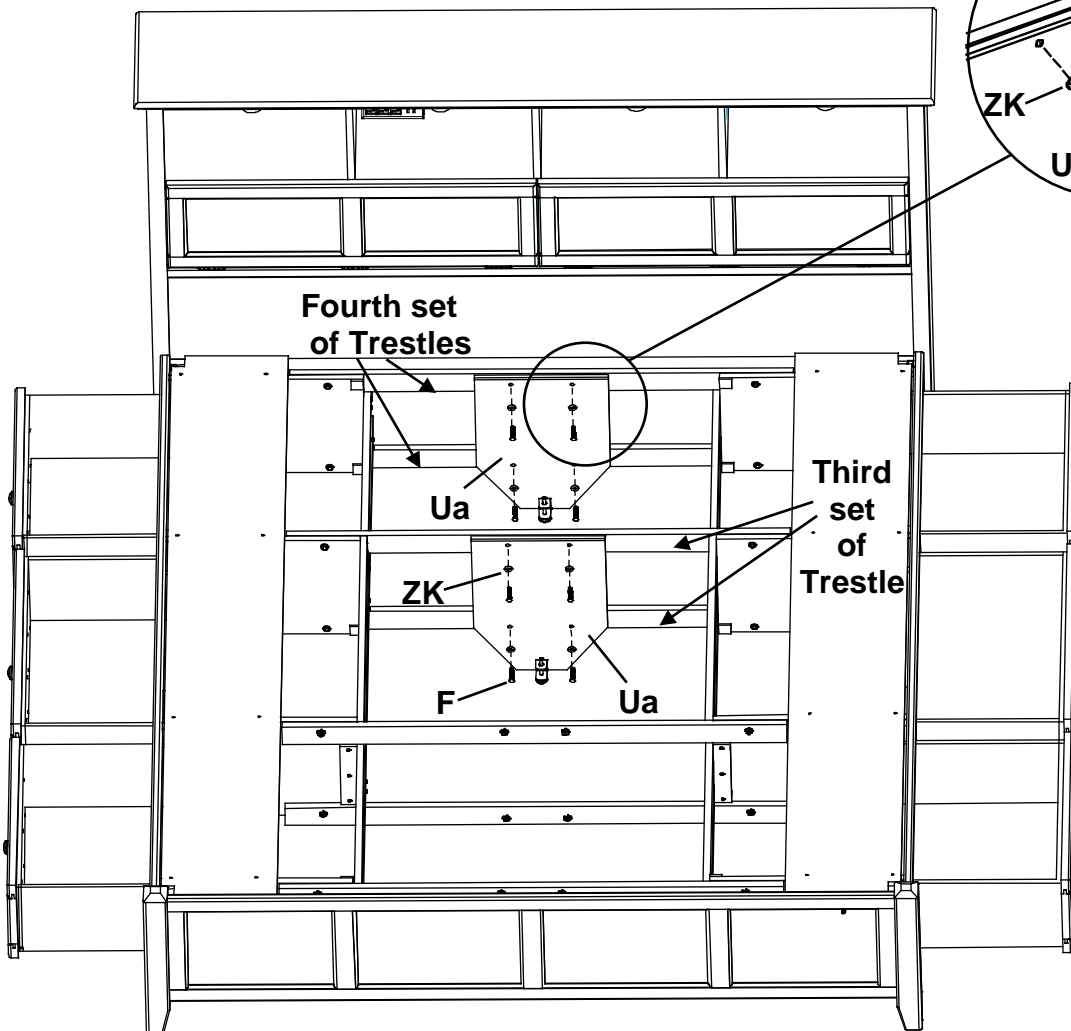 ZK
U
Fourth set
of Trestles
Third
set
of
Trestle
Ua
ZK
F
Ua